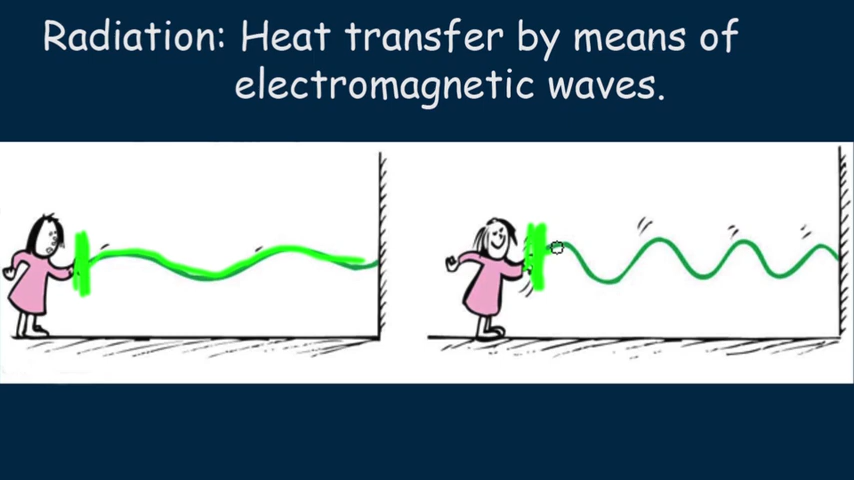 Radiation: Heat transfer by means of
electromagnetic waves.